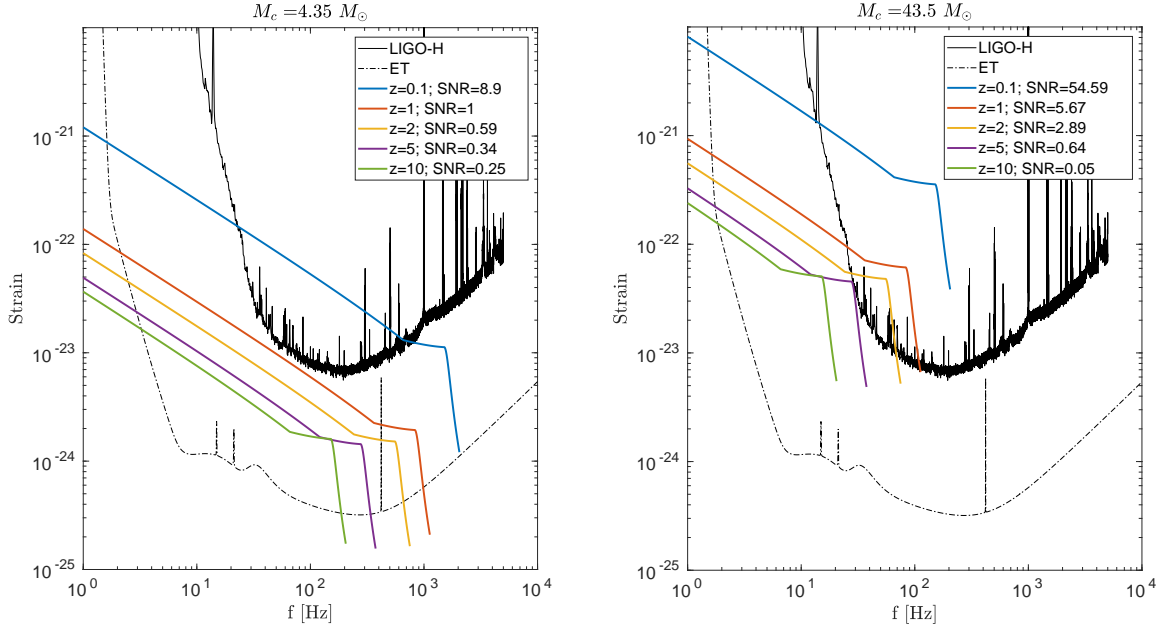 M_c =4.35 M_⊙
LIGO-H
ET
z=0.1; SNR=8.9
z=1; SNR=1
z=2; SNR=0.59
z=5; SNR=0.34
z=10; SNR=0.25
10^-21
10^-22
10^-23
10^-24
10^-25
Strain
10^0 10^1 10^2 10^3 10^4
f [Hz]
M_c =43.5 M_⊙
LIGO-H
ET
z=0.1; SNR=54.59
z=1; SNR=5.67
z=2; SNR=2.89
z=5; SNR=0.64
z=10; SNR=0.05
10^-21
10^-22
10^-23
10^-24
10^-25
Strain
10^0 10^1 10^2 10^3 10^4
f [Hz]